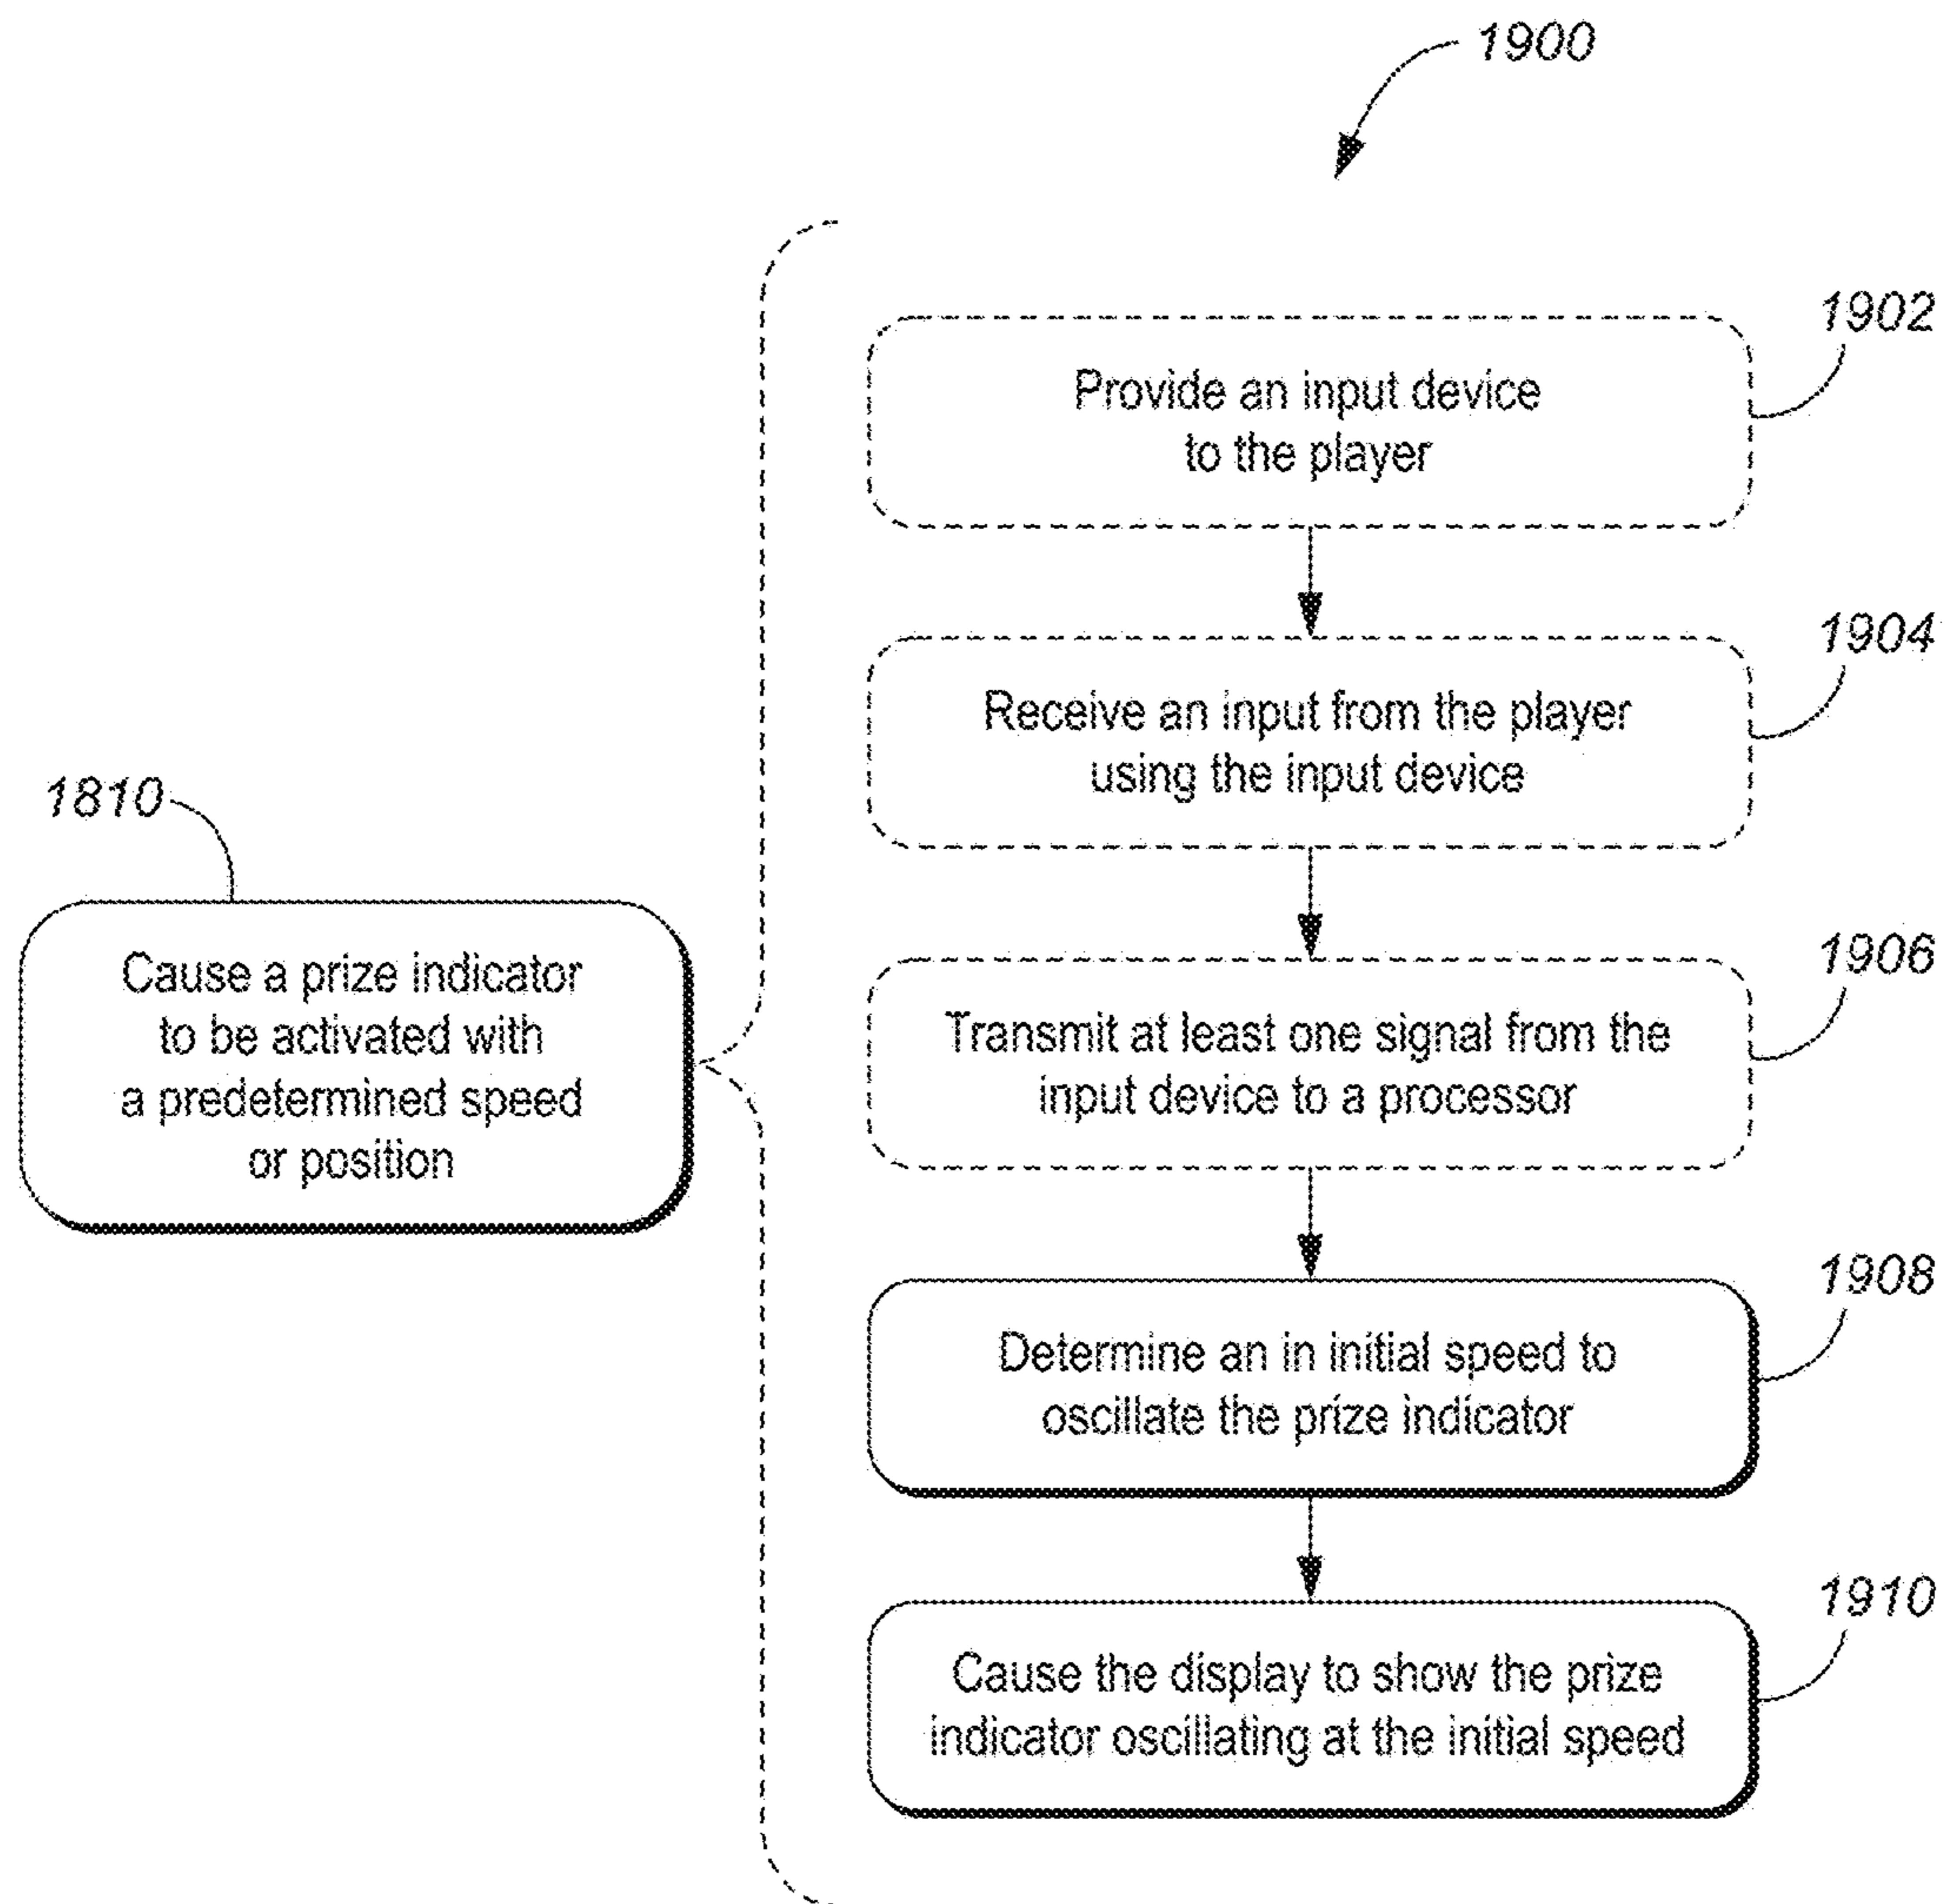 1900
1902
Provide an input device
to the player
1904
Receive an input from the player
using the input device
1810
Cause a prize indicator
to be activated with
a predetermined speed
or position
1906
Transmit at least one signal from the
input device to a processor
1908
Determine an in initial speed to
oscillate the prize indicator
1910
Cause the display to show the prize
indicator oscillating at the initial speed